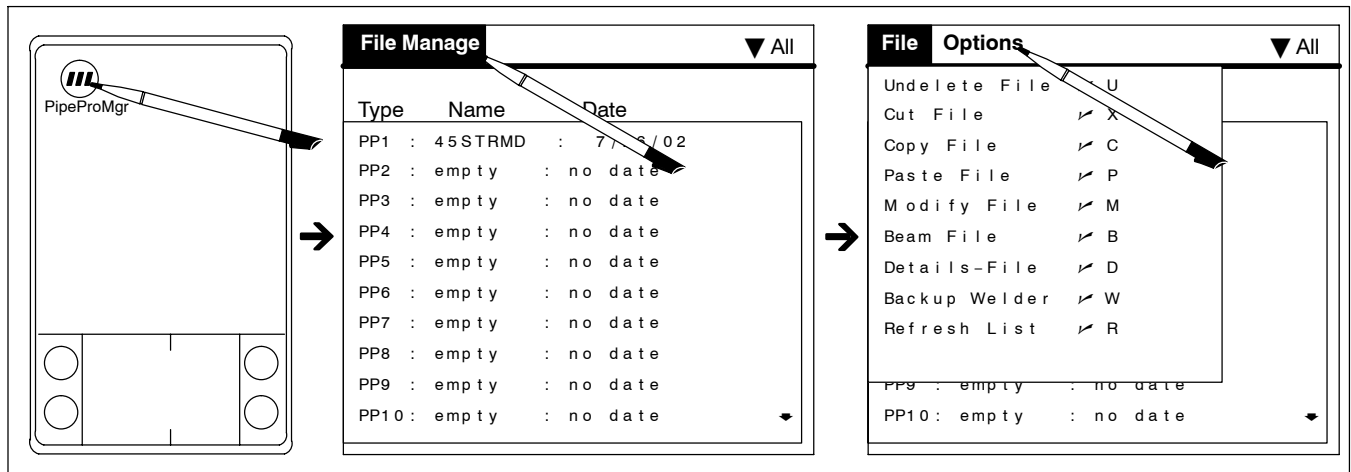 PipeProMgr
File Manage ▼ All
Type Name Date
PP1 : 45STRMD : 7/ 6/02
PP2 : empty : no date
PP3 : empty : no date
PP4 : empty : no date
PP5 : empty : no date
PP6 : empty : no date
PP7 : empty : no date
PP8 : empty : no date
PP9 : empty : no date
PP10: empty : no date
File Options ▼ All
Undelete File U
Cut File X
Copy File C
Paste File P
Modify File M
Beam File B
Details-File D
Backup Welder W
Refresh List R
PP9 : empty : no date
PP10: empty : no date